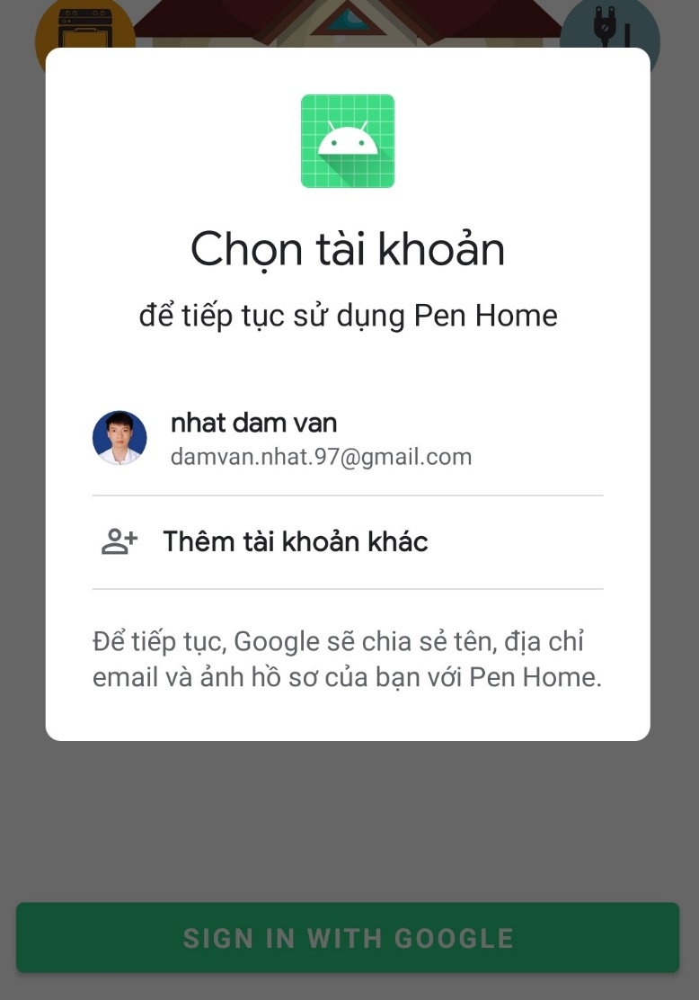 Chọn tài khoản
để tiếp tục sử dụng Pen Home
nhat dam van
damvan.nhat.97@gmail.com
Thêm tài khoản khác
Để tiếp tục, Google sẽ chia sẻ tên, địa chỉ
email và ảnh hồ sơ của bạn với Pen Home.
SIGN IN WITH GOOGLE